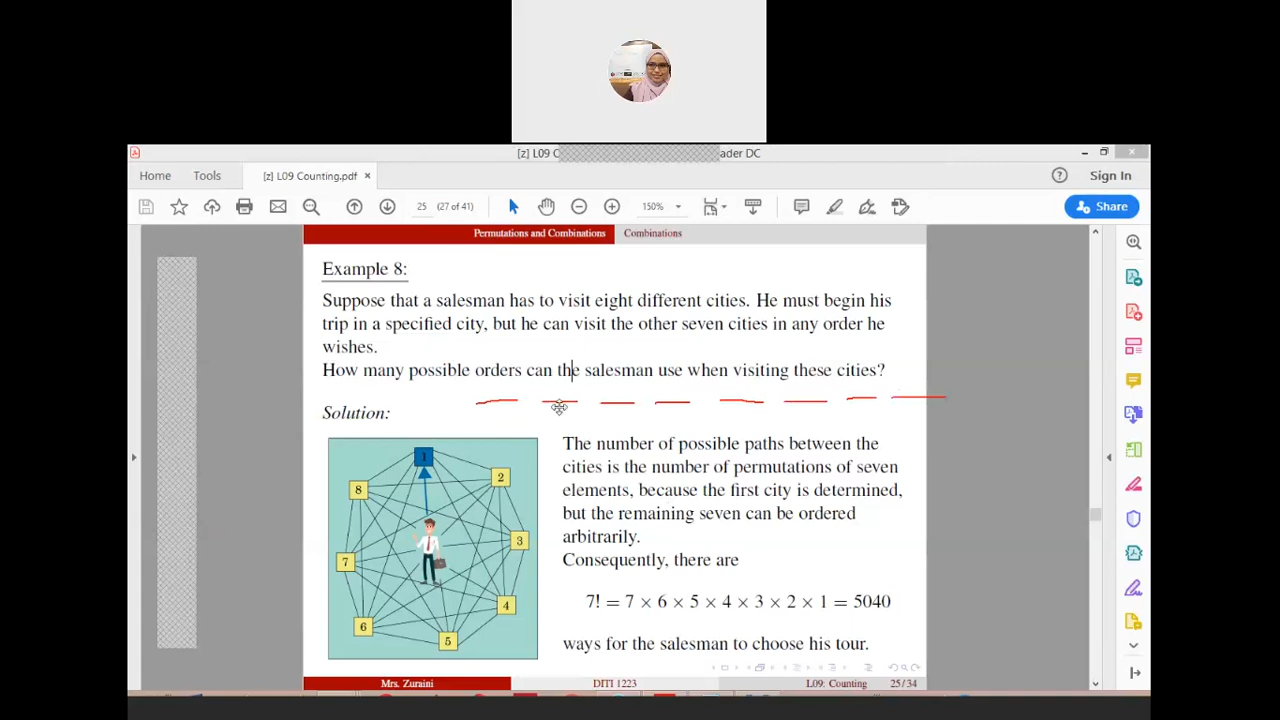 [z] L09 C
ader DC
Home
Tools
[z] L09 Counting.pdf
Sign In
25
(27 of 41)
150%
Share
Permutations and Combinations
Combinations
Example 8:
Suppose that a salesman has to visit eight different cities. He must begin his
trip in a specified city, but he can visit the other seven cities in any order he
wishes.
How many possible orders can the salesman use when visiting these cities?
Solution:
1
2
8
3
7
4
6
5
The number of possible paths between the
cities is the number of permutations of seven
elements, because the first city is determined,
but the remaining seven can be ordered
arbitrarily.
Consequently, there are
7! = 7 × 6 × 5 × 4 × 3 × 2 × 1 = 5040
ways for the salesman to choose his tour.
Mrs. Zuraini
DITI 1223
L09: Counting
25 / 34